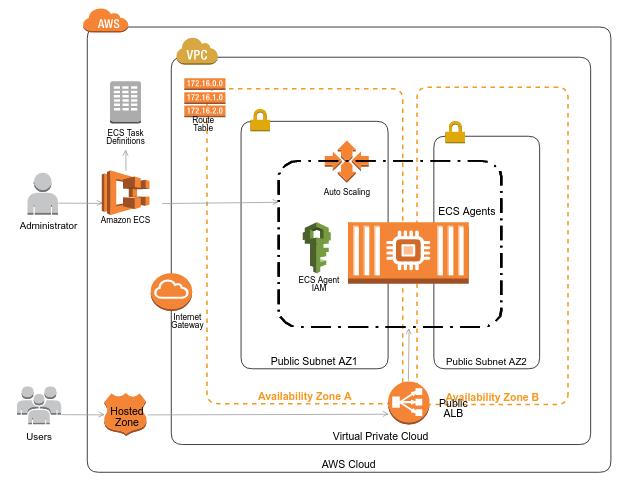 AWS
VPC
172.16.0.0
172.16.1.0
172.16.2.0
Route
Table
ECS Task
Definitions
Auto Scaling
Administrator
Amazon ECS
ECS Agents
ECS Agent
IAM
Internet
Gateway
Public Subnet AZ1
Public Subnet AZ2
Availability Zone A
Availability Zone B
Public
ALB
Hosted
Zone
Users
Virtual Private Cloud
AWS Cloud